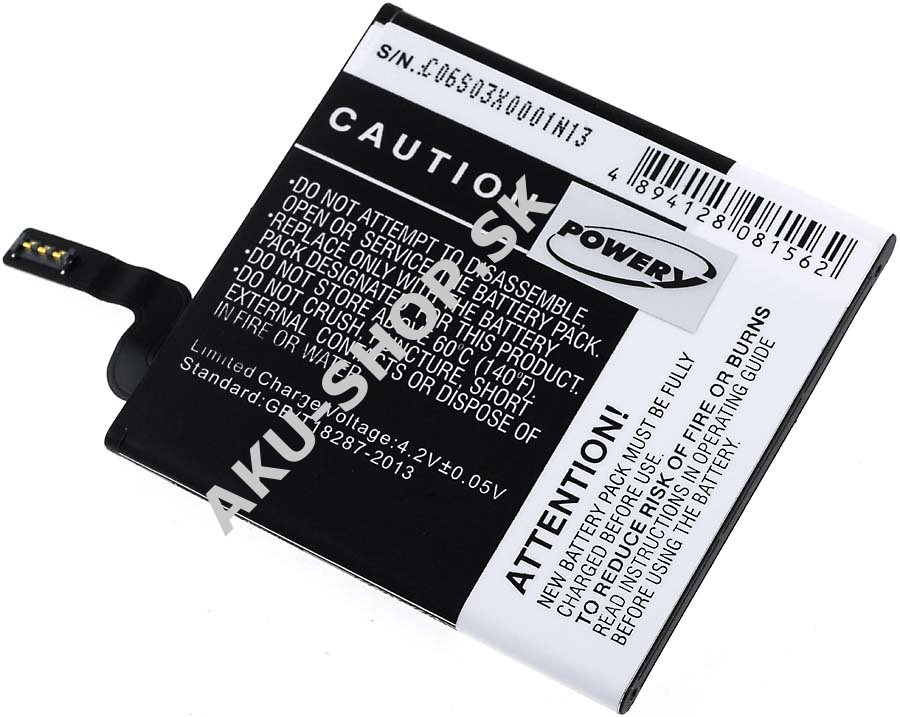 S/N.:C06S03X0001N13
4 894128 081562
CAUTION
POWERY
•DO NOT ATTEMPT TO DISASSEMBLE,
OPEN OR SERVICE THE BATTERY PACK.
•REPLACE ONLY WITH THE BATTERY
PACK DESIGNATED FOR THIS PRODUCT.
•DO NOT STORE ABOVE 60°C (140°F).
•DO NOT CRUSH, PUNCTURE, SHORT
EXTERNAL CONTACTS OR DISPOSE OF
IN FIRE OR WATER.
Limited Charge Voltage:4.2V±0.05V
Standard:GB/T18287-2013
AKU-SHOP.SK
ATTENTION!
NEW BATTERY PACK MUST BE FULLY
CHARGED BEFORE USE.
TO REDUCE RISK OF FIRE OR BURNS
READ INSTRUCTIONS IN OPERATING GUIDE
BEFORE USING THE BATTERY.